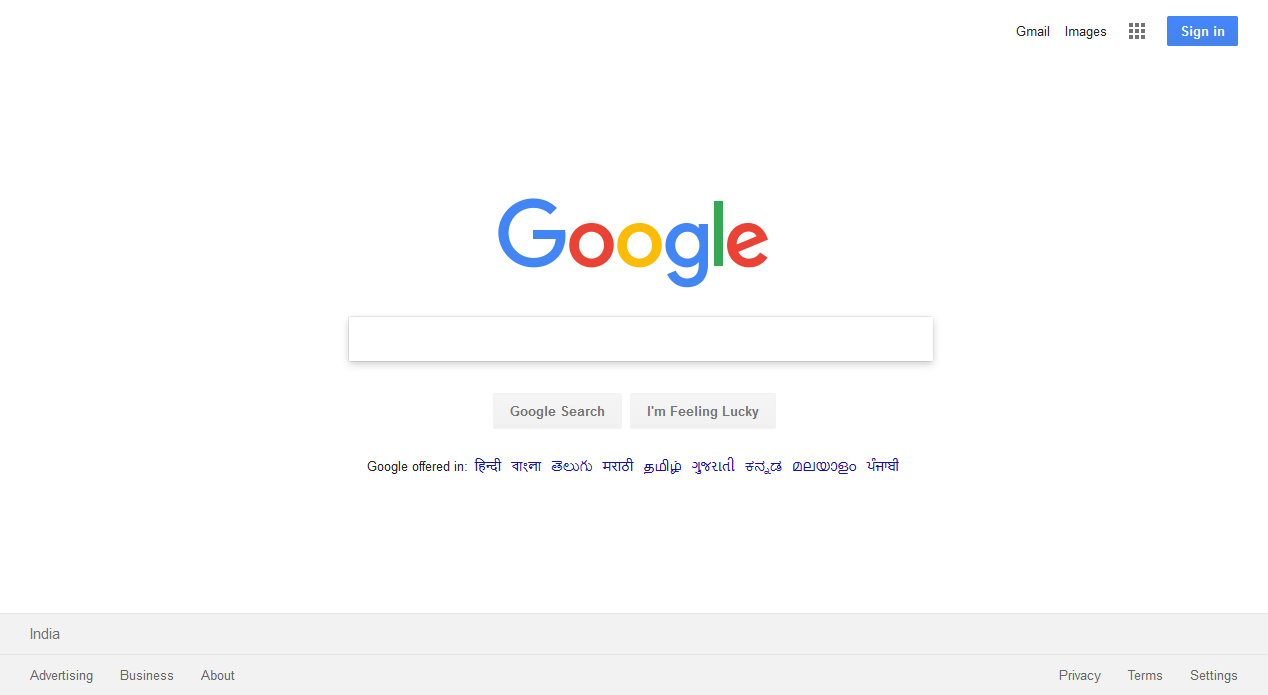 Gmail Images Sign in
Google
Google Search I'm Feeling Lucky
Google offered in: हिन्दी বাংলা తెలుగు मराठी தமிழ் ગુજરાતી ಕನ್ನಡ മലയാളം ਪੰਜਾਬੀ
India
Advertising Business About Privacy Terms Settings